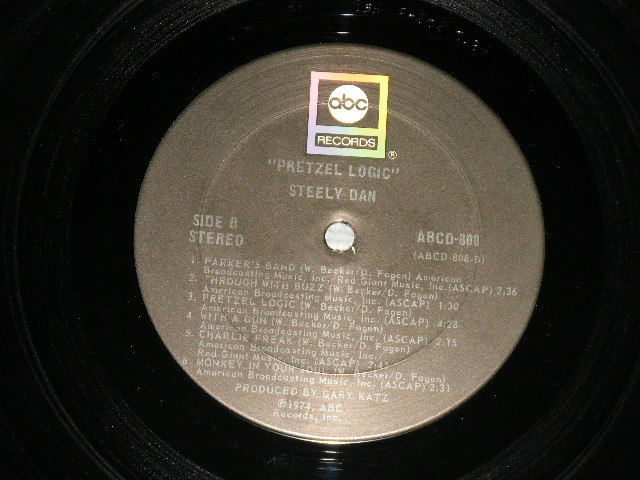 abc
RECORDS
®
"PRETZEL LOGIC"
STEELY DAN
SIDE B
STEREO
ABCD-808
(ABCD-808-B)
1. PARKER'S BAND (W. Becker/D. Fagen) American
Broadcasting Music, Inc./Red Giant Music, Inc.(ASCAP) 2:36
2. THROUGH WITH BUZZ (W. Becker/D. Fagen)
American Broadcasting Music, Inc. (ASCAP) 1:30
3. PRETZEL LOGIC (W. Becker/D. Fagen)
American Broadcasting Music, Inc. (ASCAP) 4:28
4. WITH A GUN (W. Becker/D. Fagen)
American Broadcasting Music, Inc. (ASCAP) 2:15
5. CHARLIE FREAK (W. Becker/D. Fagen)
American Broadcasting Music, Inc./
Red Giant Music, Inc. (ASCAP)
6. MONKEY IN YOUR SOUL (W. Becker/D. Fagen)
American Broadcasting Music, Inc. (ASCAP) 2:31
PRODUCED BY GARY KATZ
℗1974, ABC
Records, Inc.